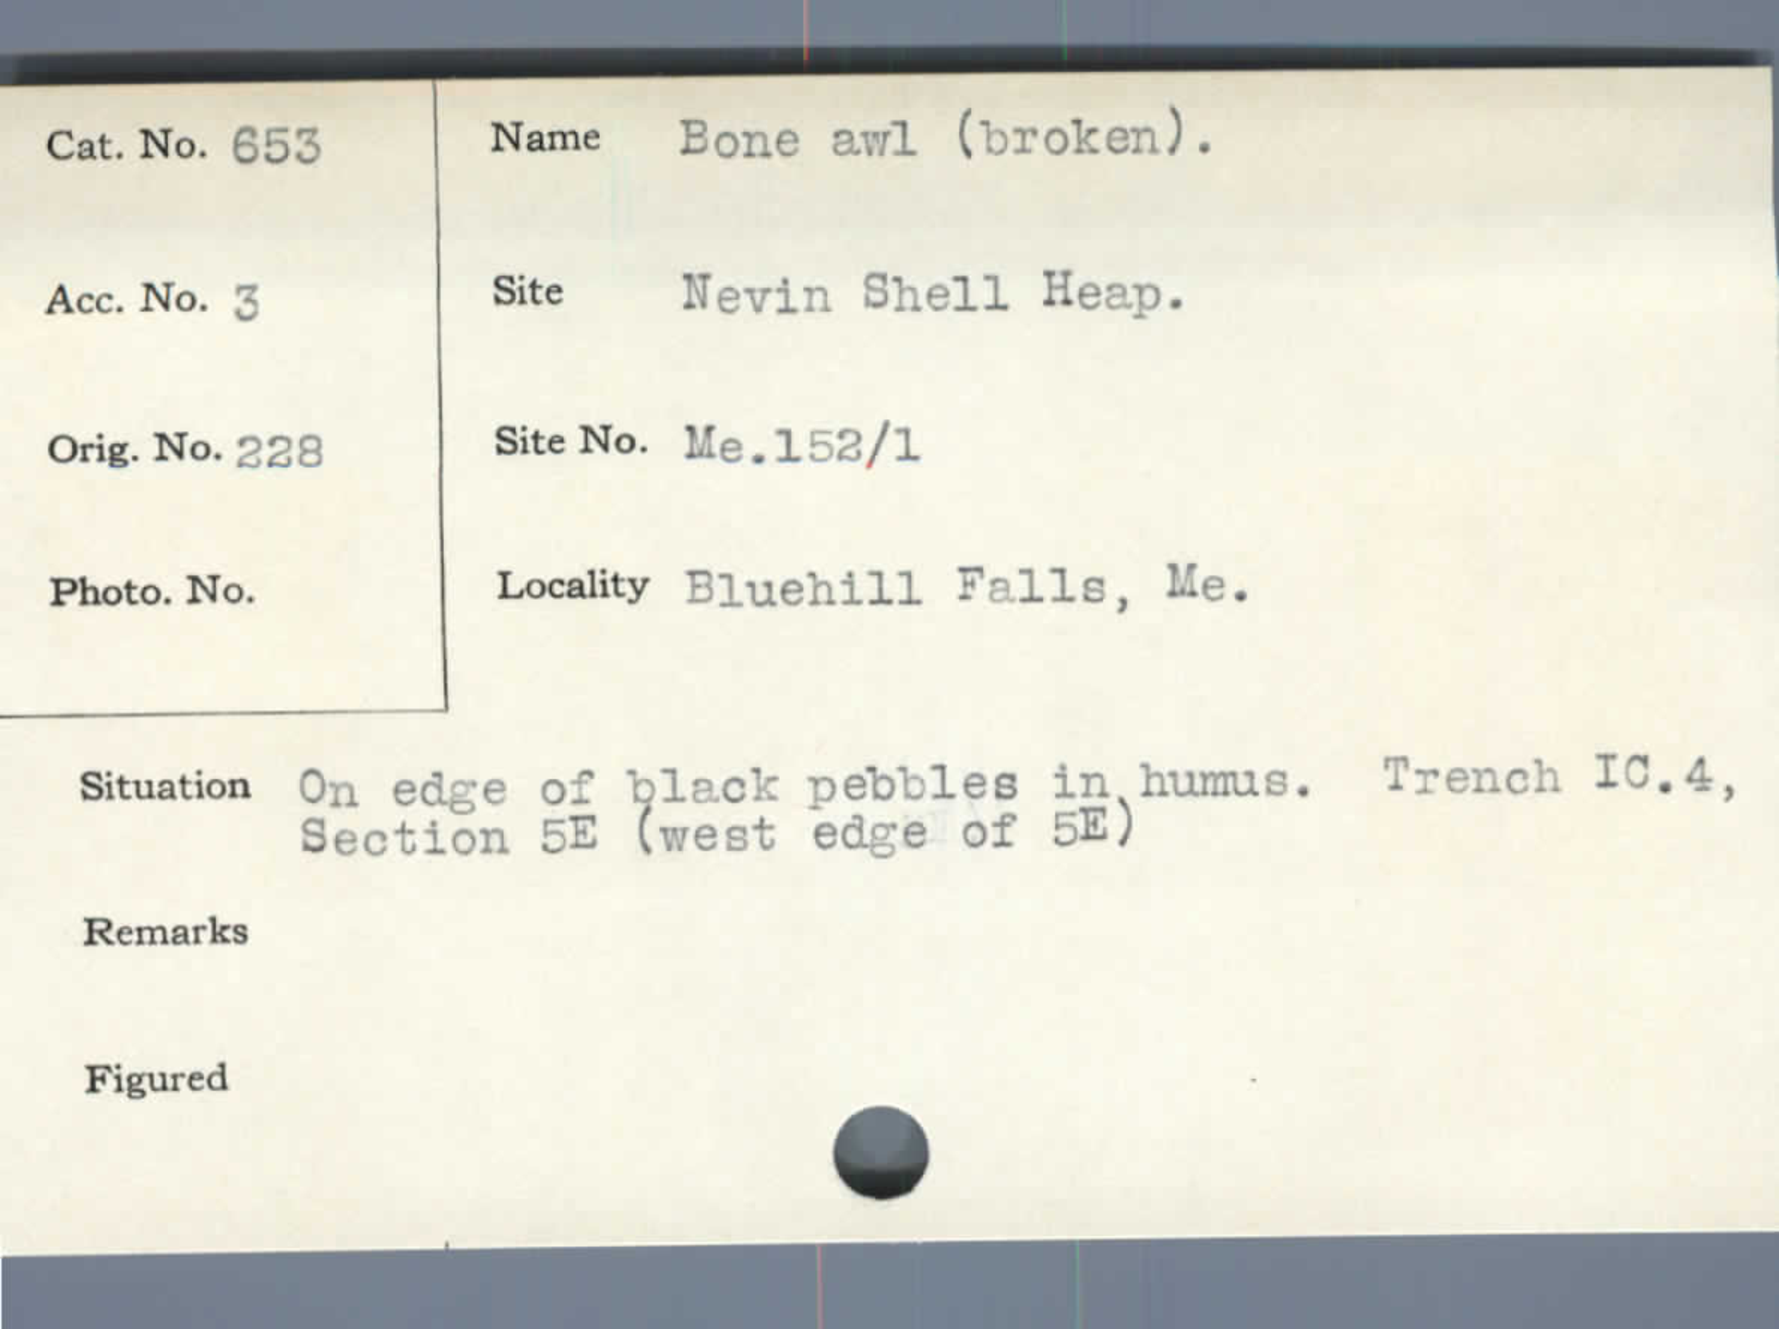 Cat. No. 653
Name Bone awl (broken).
Acc. No. 3
Site Nevin Shell Heap.
Orig. No. 228
Site No. Me.152/1
Photo. No.
Locality Bluehill Falls, Me.
Situation On edge of black pebbles in humus. Trench IC.4,
Section 5E (west edge of 5E)
Remarks
Figured